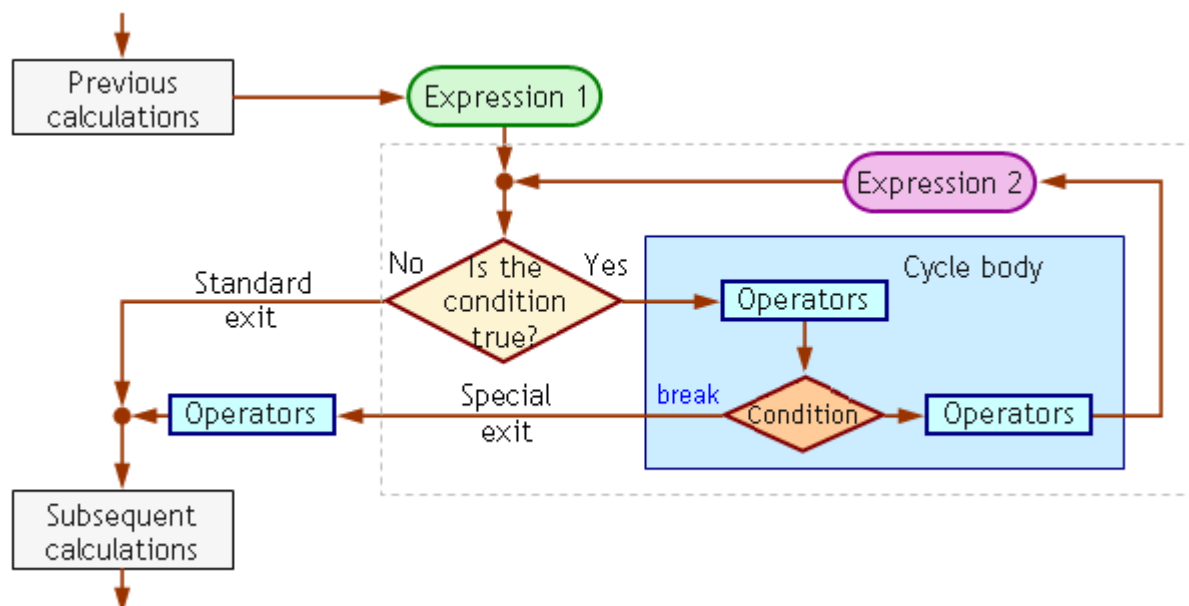 Previous
calculations
Expression 1
Expression 2
No
Is the
condition
true?
Yes
Cycle body
Standard
exit
Operators
Operators
Special
exit
break
Condition
Operators
Subsequent
calculations